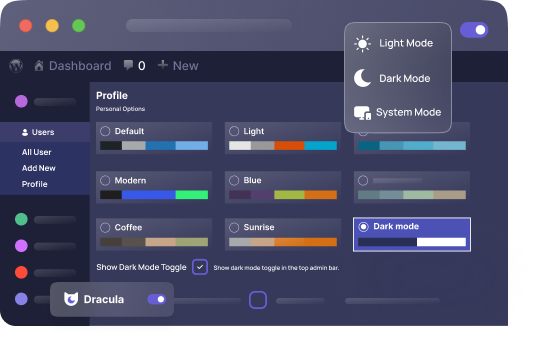 Light Mode
Dark Mode
System Mode
Dashboard 0 New
Profile
Personal Options
Users
All User
Add New
Profile
Default
Light
Modern
Blue
Coffee
Sunrise
Dark mode
Show Dark Mode Toggle
Show dark mode toggle in the top admin bar.
Dracula